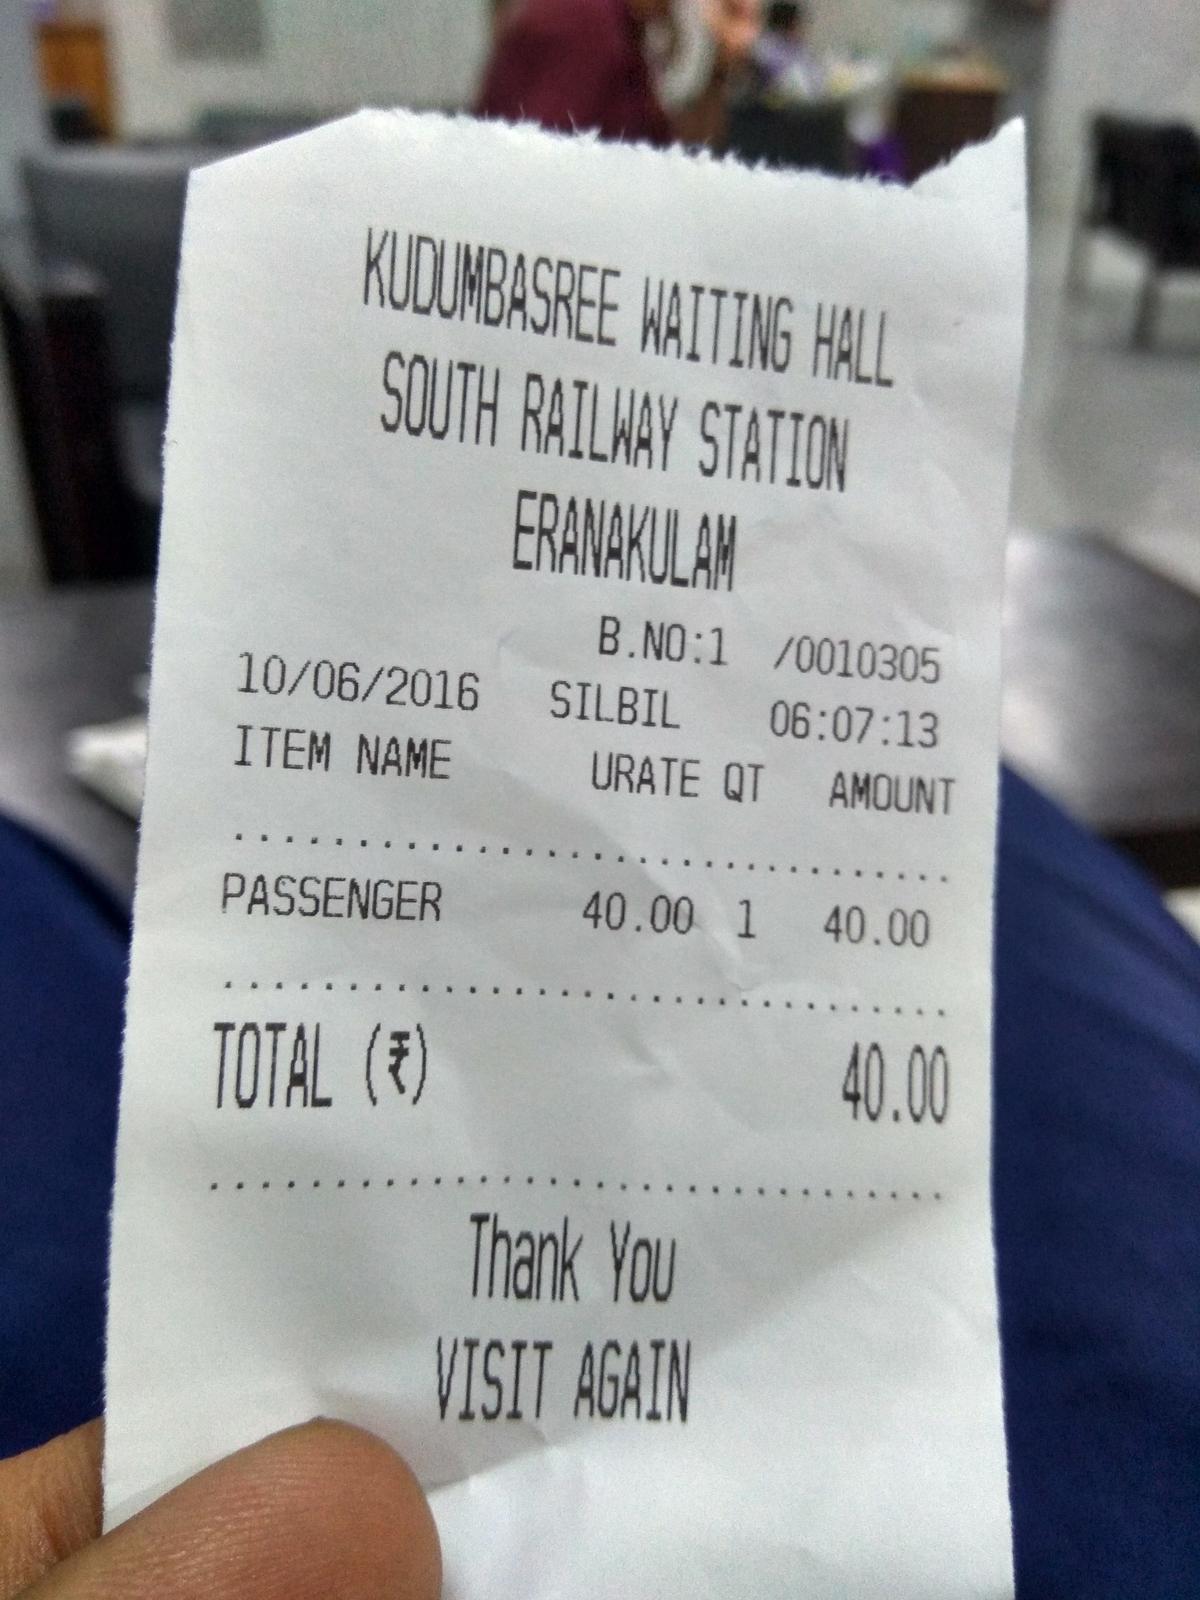 KUDUMBASREE WAITING HALL
SOUTH RAILWAY STATION
ERANAKULAM
B.NO:1 /0010305
10/06/2016 SILBIL 06:07:13
ITEM NAME URATE QT AMOUNT
PASSENGER 40.00 1 40.00
TOTAL (₹) 40.00
Thank You
VISIT AGAIN